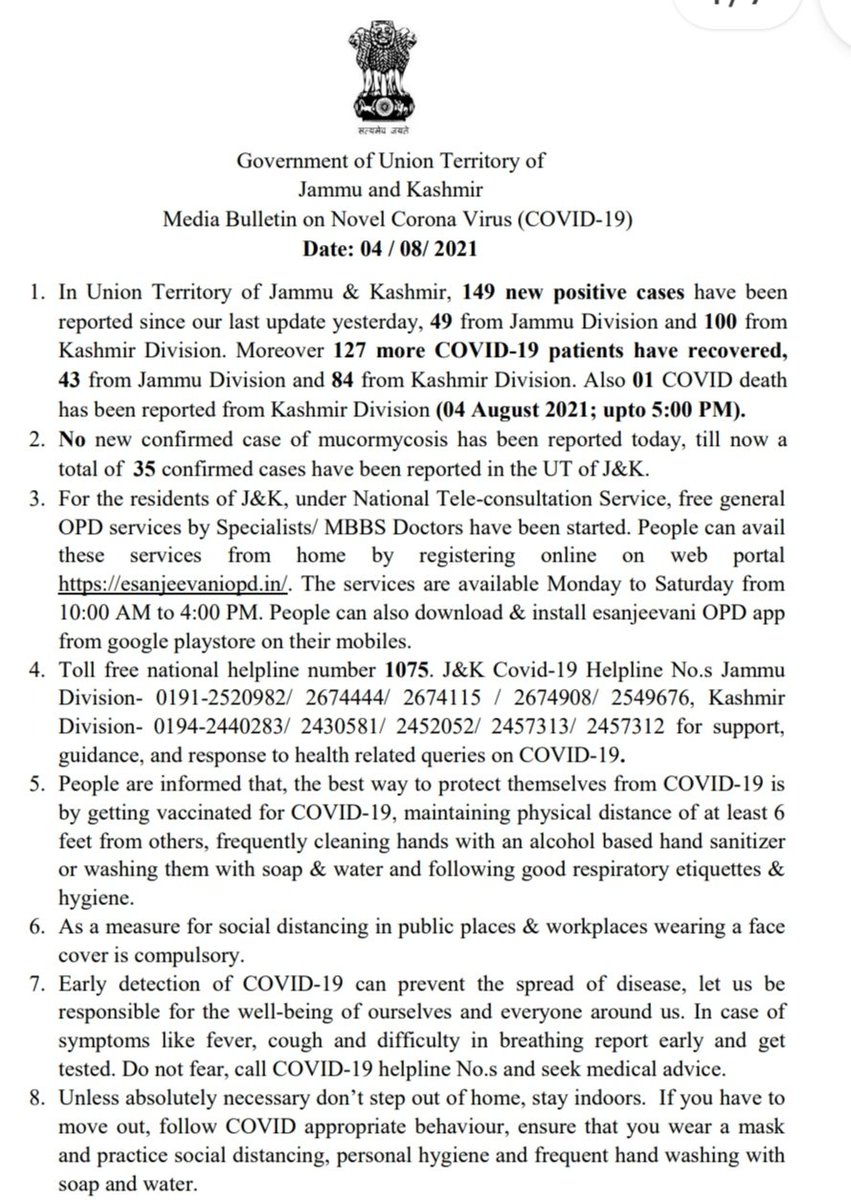 सत्यमेव जयते
Government of Union Territory of
Jammu and Kashmir
Media Bulletin on Novel Corona Virus (COVID-19)
Date: 04 / 08/ 2021
1. In Union Territory of Jammu & Kashmir, 149 new positive cases have been
reported since our last update yesterday, 49 from Jammu Division and 100 from
Kashmir Division. Moreover 127 more COVID-19 patients have recovered,
43 from Jammu Division and 84 from Kashmir Division. Also 01 COVID death
has been reported from Kashmir Division (04 August 2021; upto 5:00 PM).
2. No new confirmed case of mucormycosis has been reported today, till now a
total of 35 confirmed cases have been reported in the UT of J&K.
3. For the residents of J&K, under National Tele-consultation Service, free general
OPD services by Specialists/ MBBS Doctors have been started. People can avail
these services from home by registering online on web portal
https://esanjeevaniopd.in/. The services are available Monday to Saturday from
10:00 AM to 4:00 PM. People can also download & install esanjeevani OPD app
from google playstore on their mobiles.
4. Toll free national helpline number 1075. J&K Covid-19 Helpline No.s Jammu
Division- 0191-2520982/ 2674444/ 2674115 / 2674908/ 2549676, Kashmir
Division- 0194-2440283/ 2430581/ 2452052/ 2457313/ 2457312 for support,
guidance, and response to health related queries on COVID-19.
5. People are informed that, the best way to protect themselves from COVID-19 is
by getting vaccinated for COVID-19, maintaining physical distance of at least 6
feet from others, frequently cleaning hands with an alcohol based hand sanitizer
or washing them with soap & water and following good respiratory etiquettes &
hygiene.
6. As a measure for social distancing in public places & workplaces wearing a face
cover is compulsory.
7. Early detection of COVID-19 can prevent the spread of disease, let us be
responsible for the well-being of ourselves and everyone around us. In case of
symptoms like fever, cough and difficulty in breathing report early and get
tested. Do not fear, call COVID-19 helpline No.s and seek medical advice.
8. Unless absolutely necessary don't step out of home, stay indoors. If you have to
move out, follow COVID appropriate behaviour, ensure that you wear a mask
and practice social distancing, personal hygiene and frequent hand washing with
soap and water.